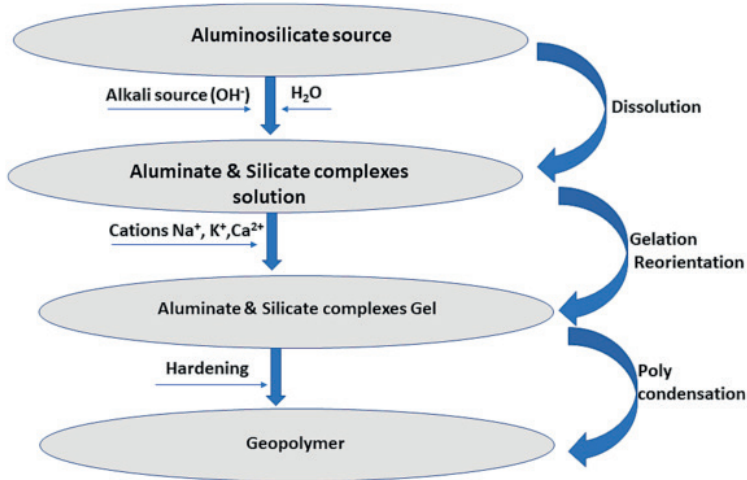 Aluminosilicate source
Alkali source (OH⁻)
H₂O
Dissolution
Aluminate & Silicate complexes
solution
Cations Na⁺, K⁺,Ca²⁺
Gelation
Reorientation
Aluminate & Silicate complexes Gel
Hardening
Poly
condensation
Geopolymer